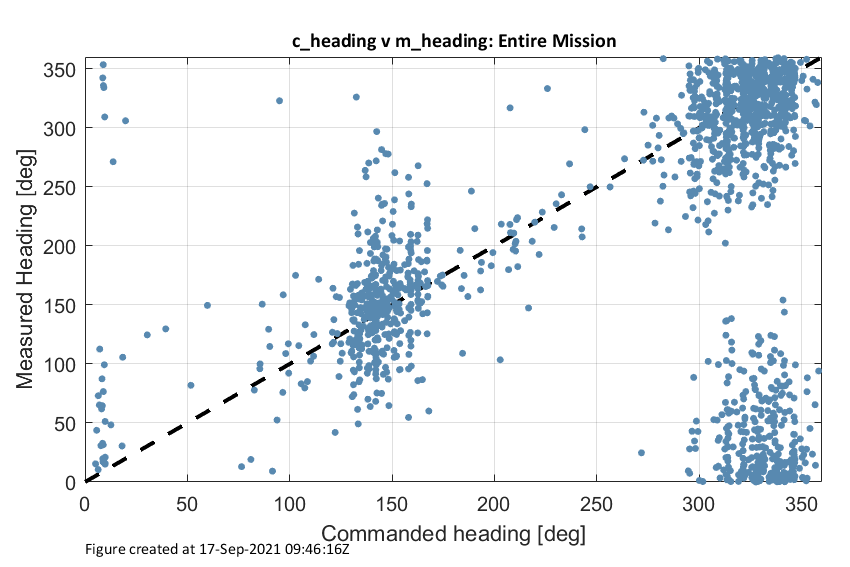 c_heading v m_heading: Entire Mission
350
300
250
200
150
100
50
0
Measured Heading [deg]
0 50 100 150 200 250 300 350
Commanded heading [deg]
Figure created at 17-Sep-2021 09:46:16Z